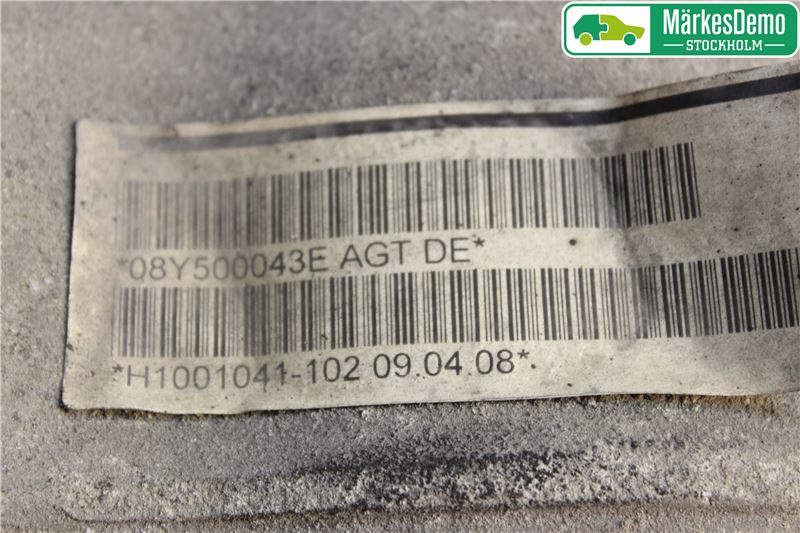 MärkesDemo
STOCKHOLM
*08Y500043E AGT DE*
*H1001041-102 09.04.08*